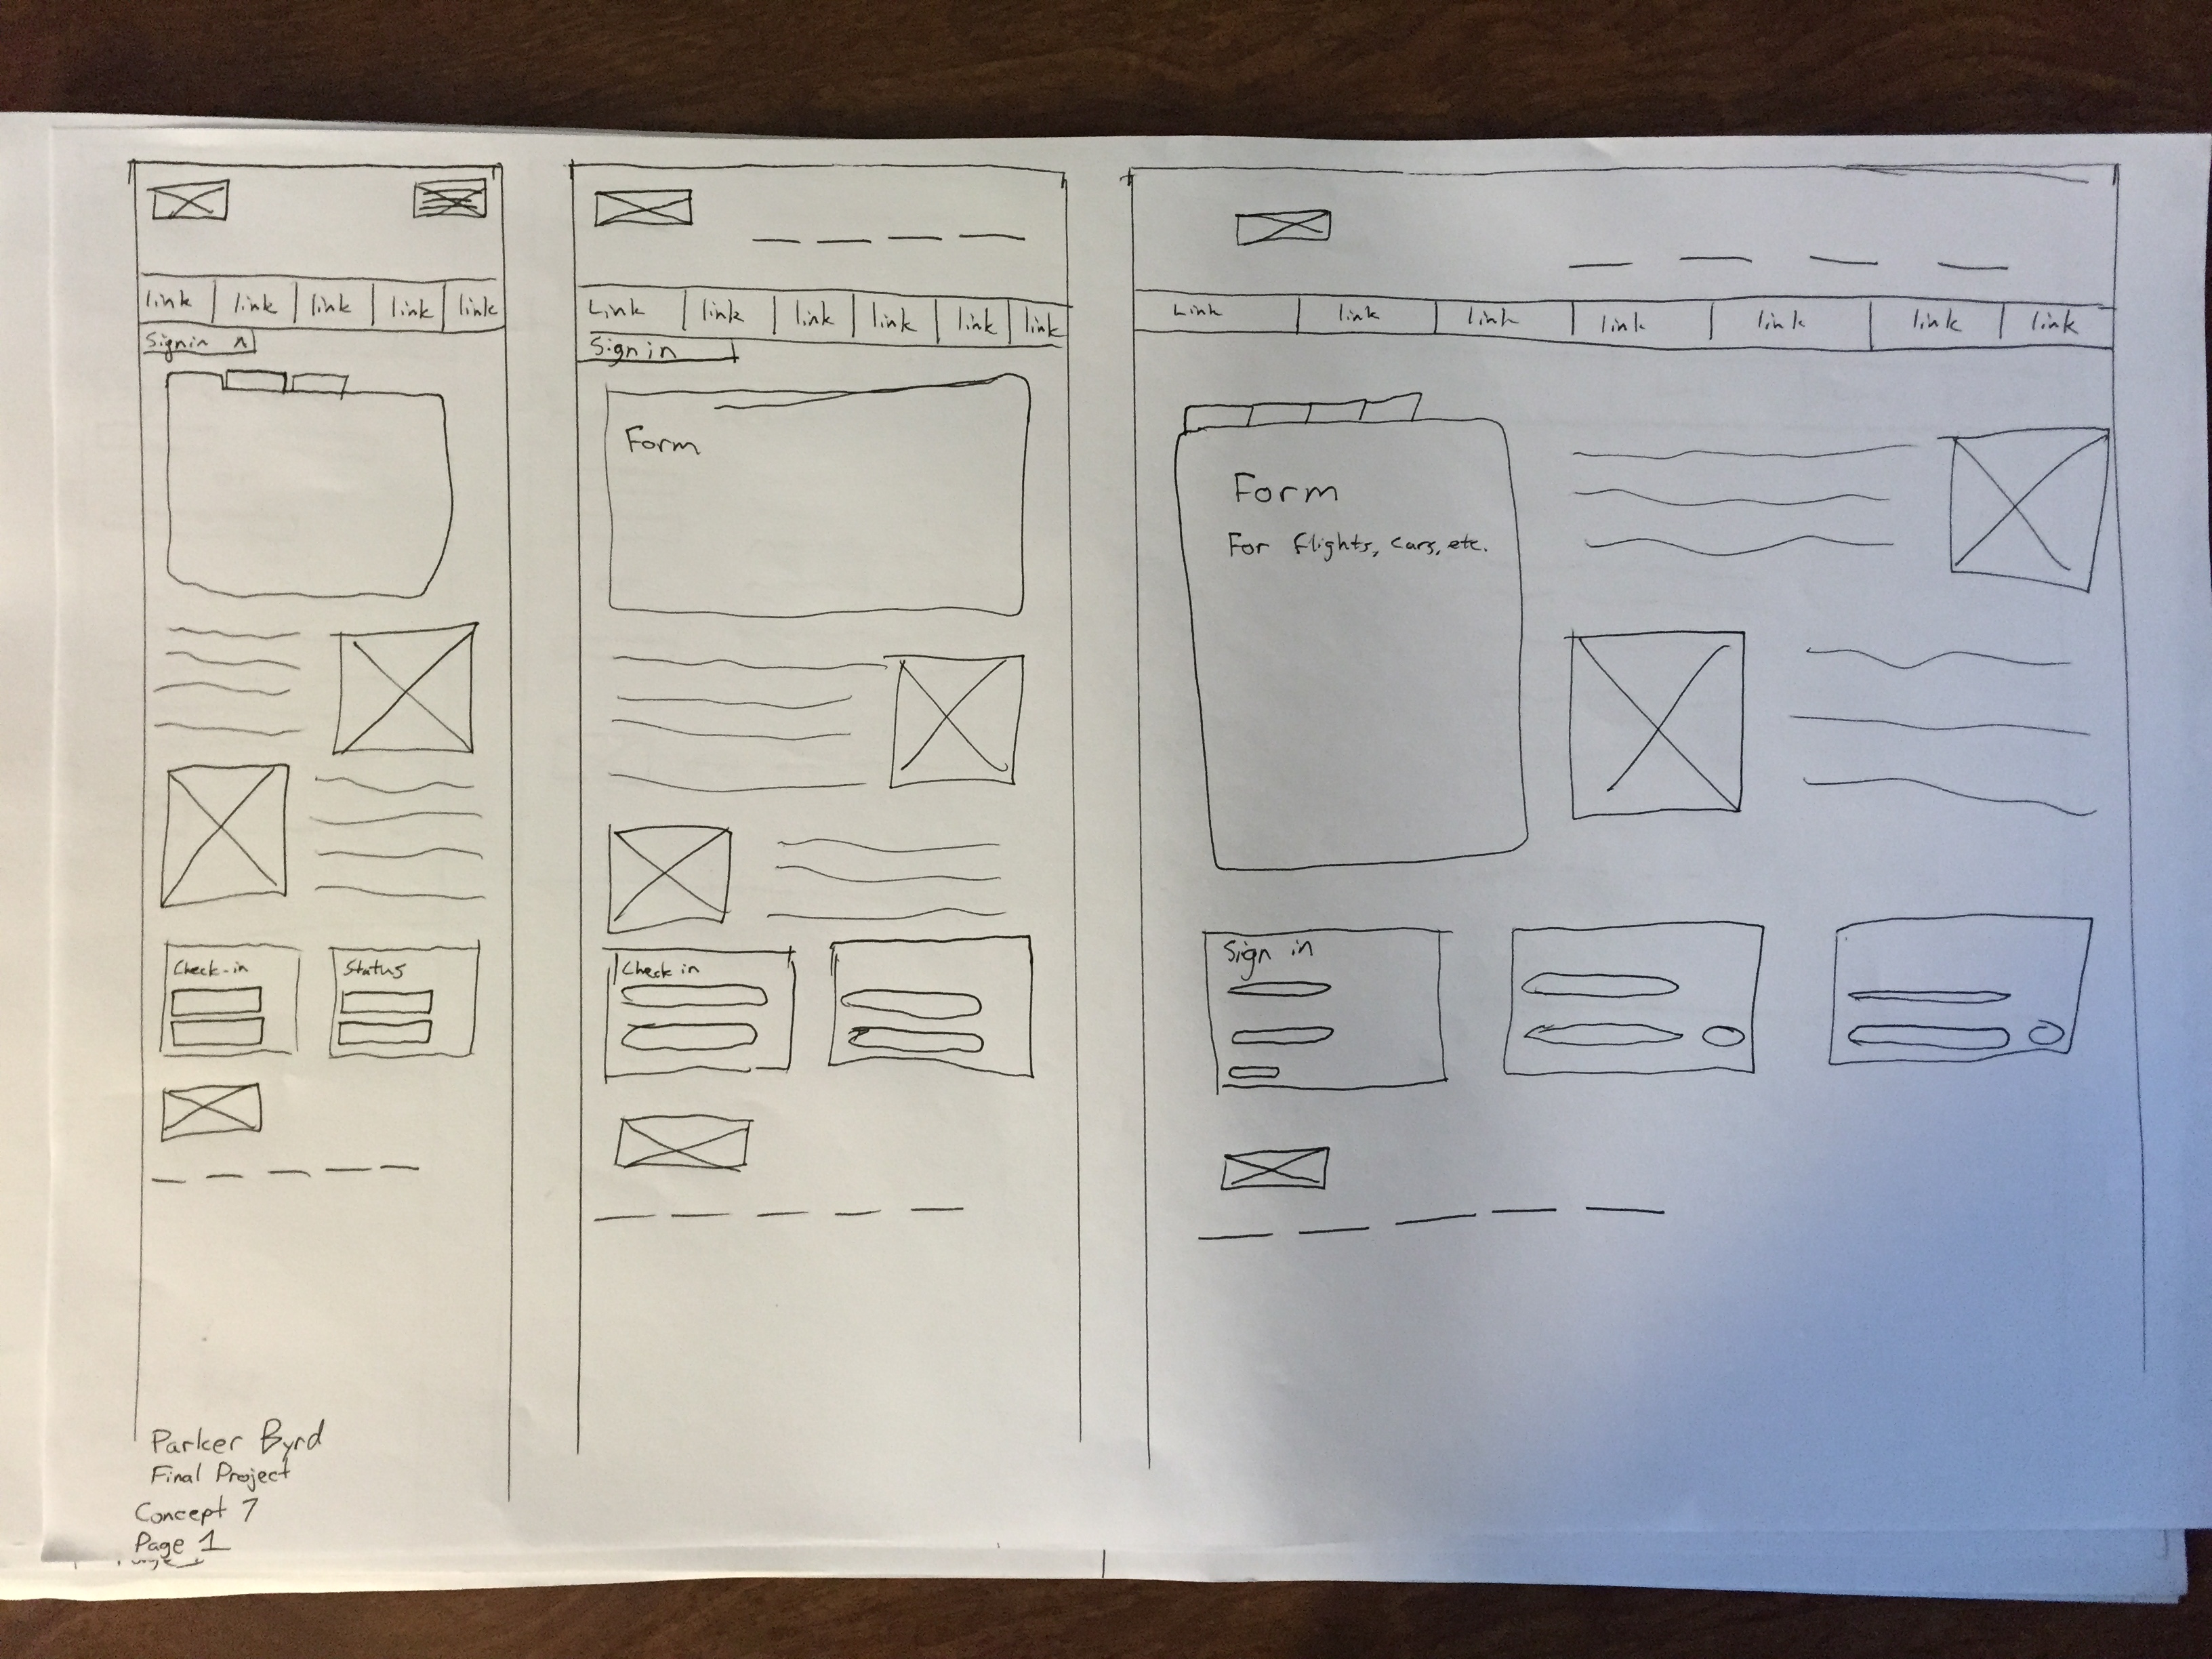 link link link link link
Signin ^
Check-in Status
Link link link link link link
Sign in
Form
Check in
Link link link link link link link
Form
For flights, cars, etc.
Sign in
Parker Byrd
Final Project
Concept 7
Page 1